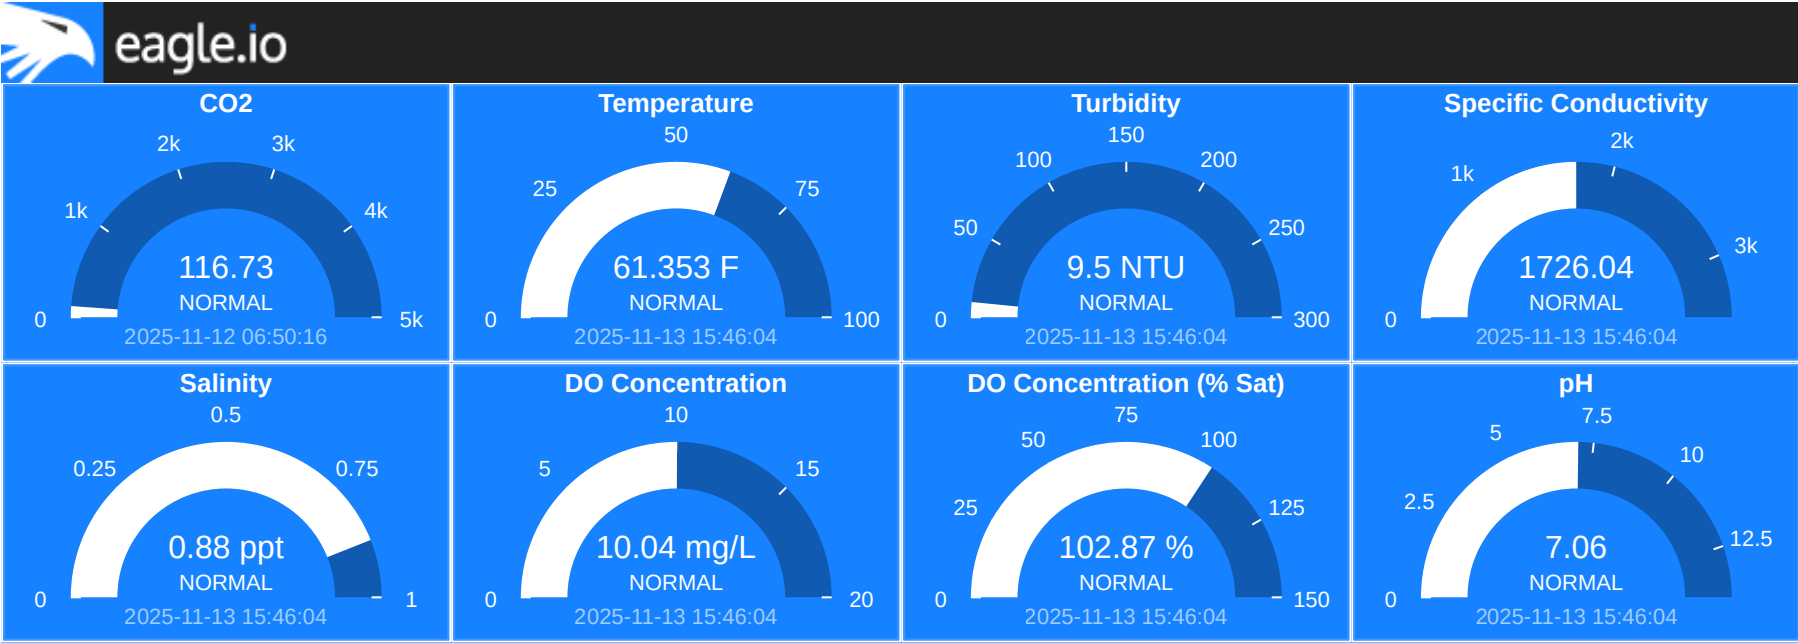 eagle.io
CO2
2k 3k
1k 4k
116.73
NORMAL
0 5k
2025-11-12 06:50:16
Temperature
50
25 75
61.353 F
NORMAL
0 100
2025-11-13 15:46:04
Turbidity
150
100 200
50 250
9.5 NTU
NORMAL
0 300
2025-11-13 15:46:04
Specific Conductivity
2k
1k
3k
1726.04
NORMAL
0
2025-11-13 15:46:04
Salinity
0.5
0.25 0.75
0.88 ppt
NORMAL
0 1
2025-11-13 15:46:04
DO Concentration
10
5 15
10.04 mg/L
NORMAL
0 20
2025-11-13 15:46:04
DO Concentration (% Sat)
75
50 100
25 125
102.87 %
NORMAL
0 150
2025-11-13 15:46:04
pH
7.5
5
10
2.5
12.5
7.06
NORMAL
0
2025-11-13 15:46:04